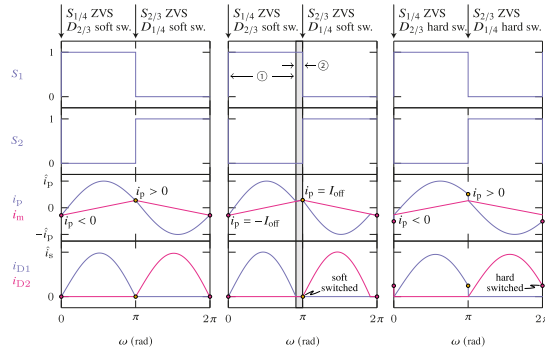 S1/4 ZVS
D2/3 soft sw.
S2/3 ZVS
D1/4 soft sw.
S1/4 ZVS
D2/3 soft sw.
S2/3 ZVS
D1/4 soft sw.
S1/4 ZVS
D2/3 hard sw.
S2/3 ZVS
D1/4 hard sw.
S1
1
0
①
②
S2
1
0
ip
im
îp
0
−îp
ip < 0
ip > 0
ip = −Ioff
ip = Ioff
ip < 0
ip > 0
iD1
iD2
îs
0
soft
switched
hard
switched
0 π 2π
0 π 2π
0 π 2π
ω (rad)
ω (rad)
ω (rad)